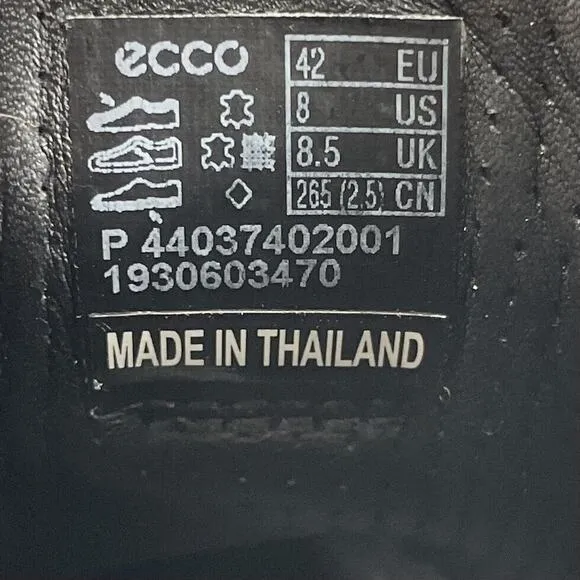 ecco
42 EU
8 US
8.5 UK
265 (2.5) CN
P 44037402001
1930603470
MADE IN THAILAND